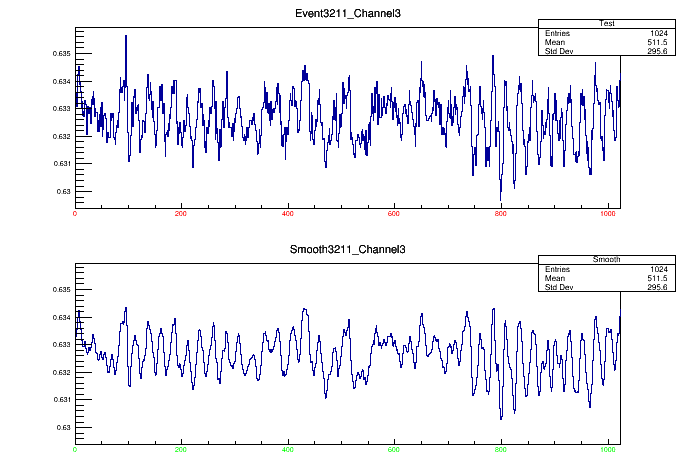 Event3211_Channel3
Test
Entries 1024
Mean 511.5
Std Dev 295.6
0.635
0.634
0.633
0.632
0.631
0.63
0 200 400 600 800 1000
Smooth3211_Channel3
Smooth
Entries 1024
Mean 511.5
Std Dev 295.6
0.635
0.634
0.633
0.632
0.631
0.63
0 200 400 600 800 1000